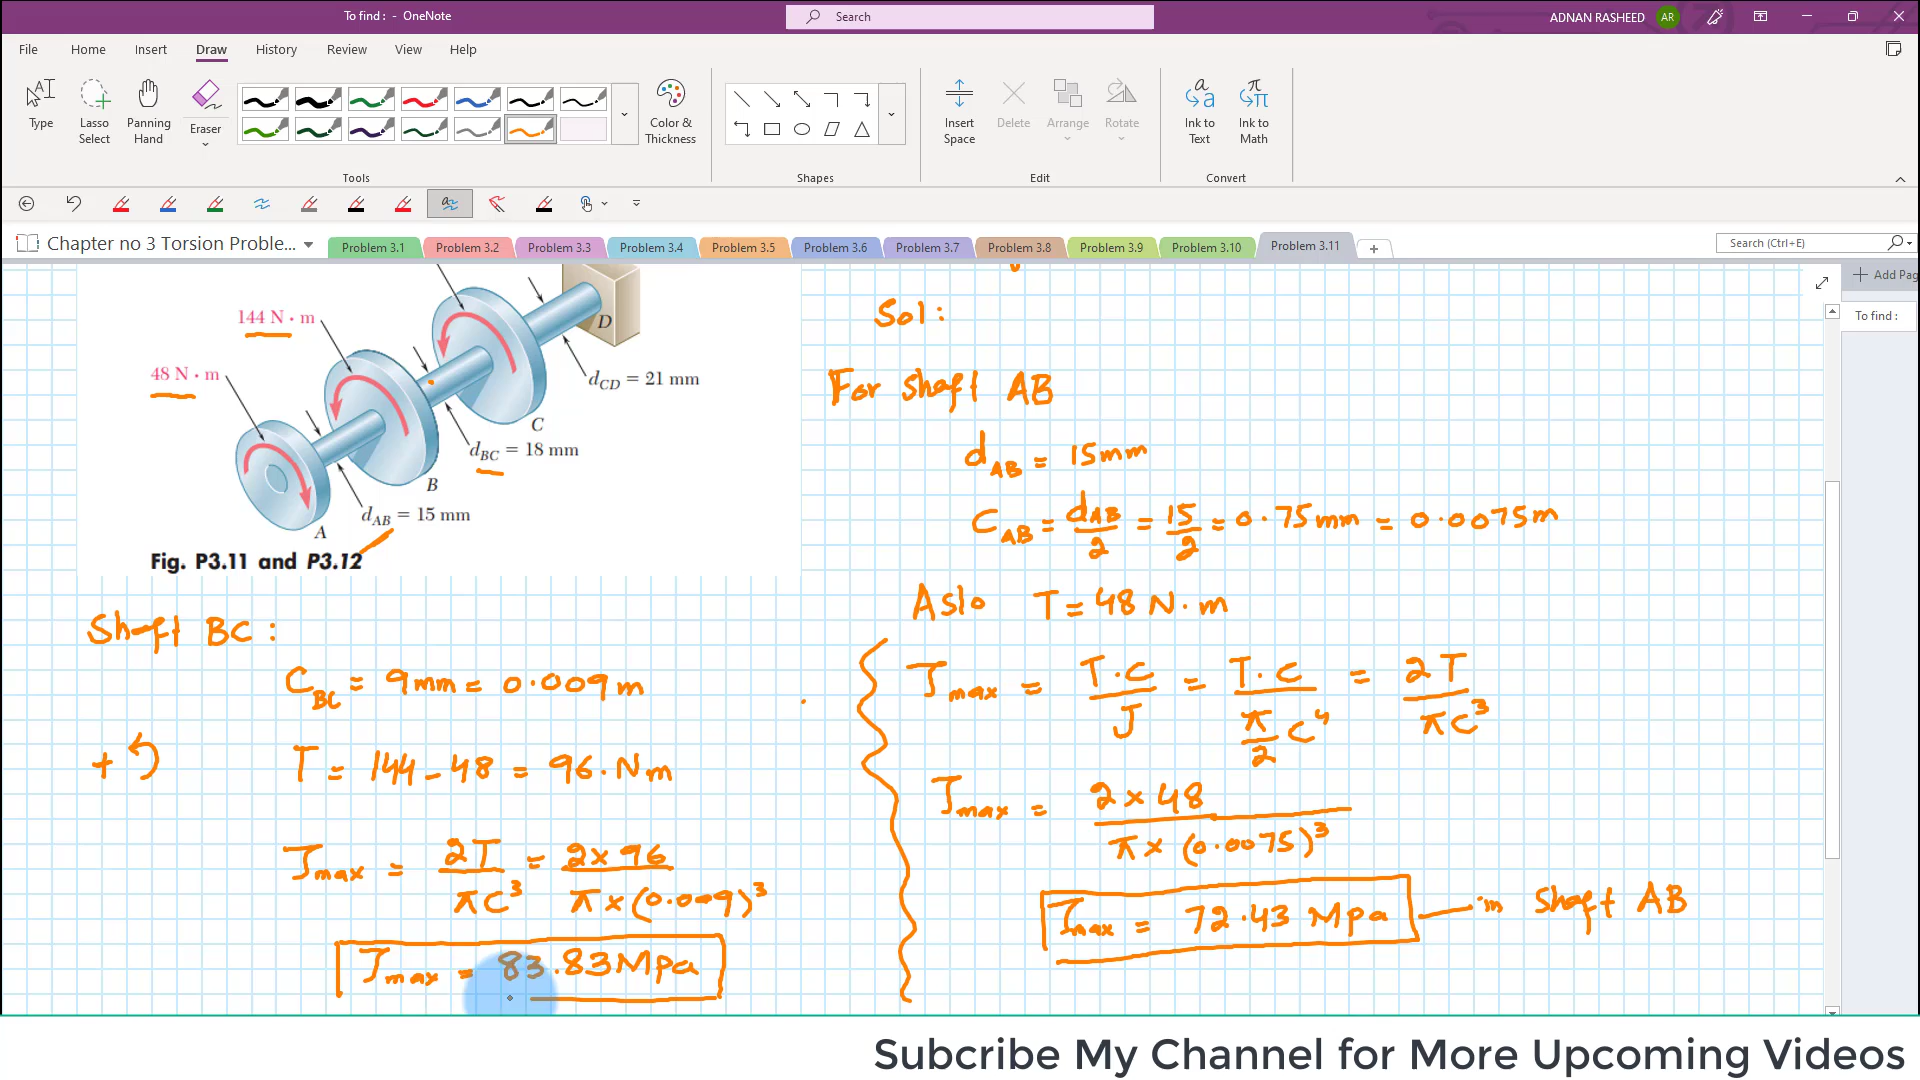 To find : - OneNote
Search
ADNAN RASHEED AR
File Home Insert Draw History Review View Help
Type
Lasso Select
Panning Hand
Eraser
Color & Thickness
Insert Space
Delete
Arrange
Rotate
Ink to Text
Ink to Math
Tools
Shapes
Edit
Convert
Chapter no 3 Torsion Proble...
Problem 3.1
Problem 3.2
Problem 3.3
Problem 3.4
Problem 3.5
Problem 3.6
Problem 3.7
Problem 3.8
Problem 3.9
Problem 3.10
Problem 3.11
Search (Ctrl+E)
Add Pag
To find :
144 N · m
48 N · m
D
d_CD = 21 mm
C
d_BC = 18 mm
B
d_AB = 15 mm
A
Fig. P3.11 and P3.12
Shaft BC :
C_BC = 9mm = 0.009m
+
T = 144 - 48 = 96.Nm
τ_max = 2T/πC³ = 2×96/π×(0.009)³
τ_max = 83.83 Mpa
Sol :
For shaft AB
d_AB = 15mm
C_AB = d_AB/2 = 15/2 = 0.75mm = 0.0075m
Aslo T = 48 N.m
τ_max = T.C/J = T.C/(π/2 C⁴) = 2T/πC³
τ_max = 2×48/π×(0.0075)³
τ_max = 72.43 Mpa in Shaft AB
Subcribe My Channel for More Upcoming Videos